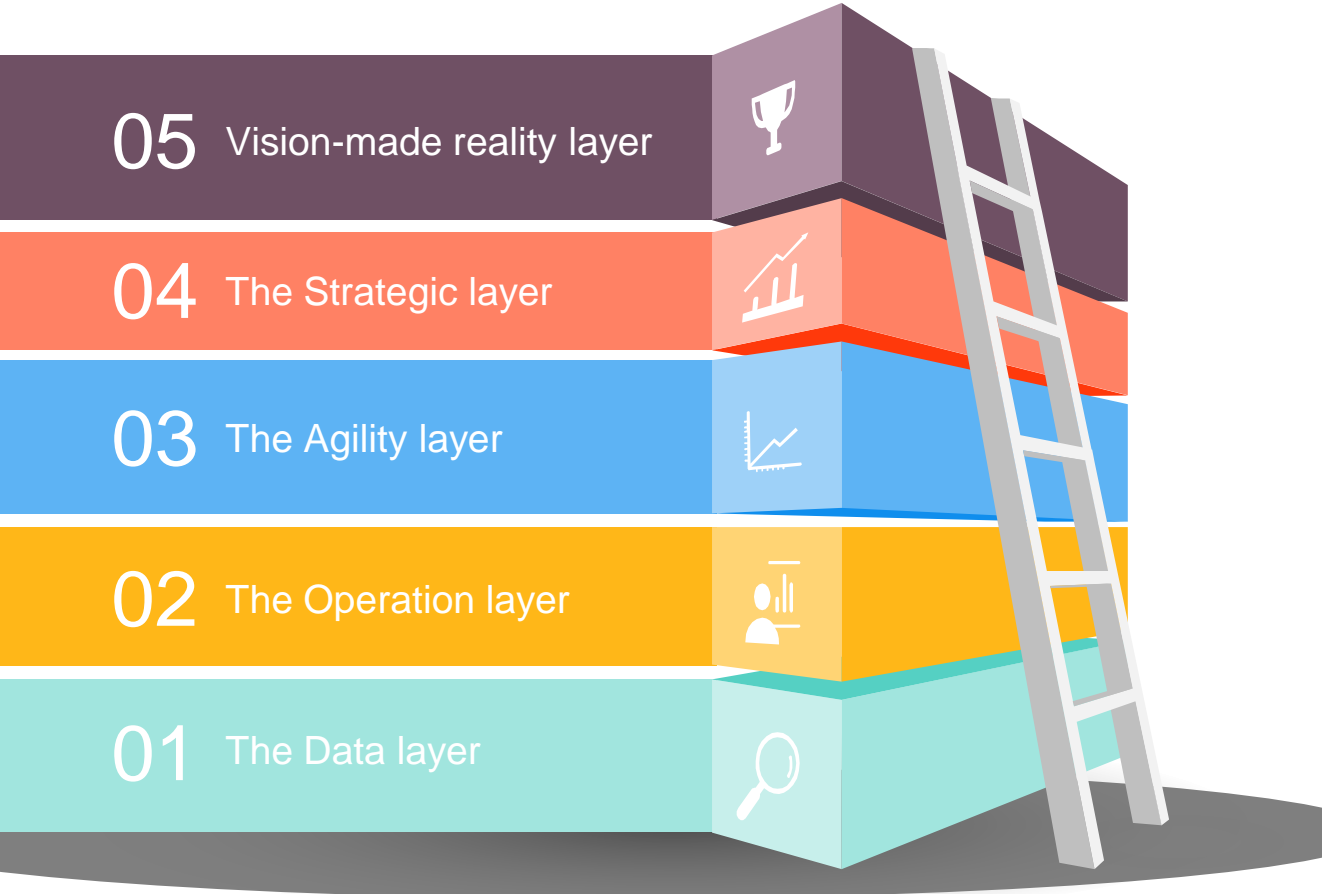 05 Vision-made reality layer
04 The Strategic layer
03 The Agility layer
02 The Operation layer
01 The Data layer